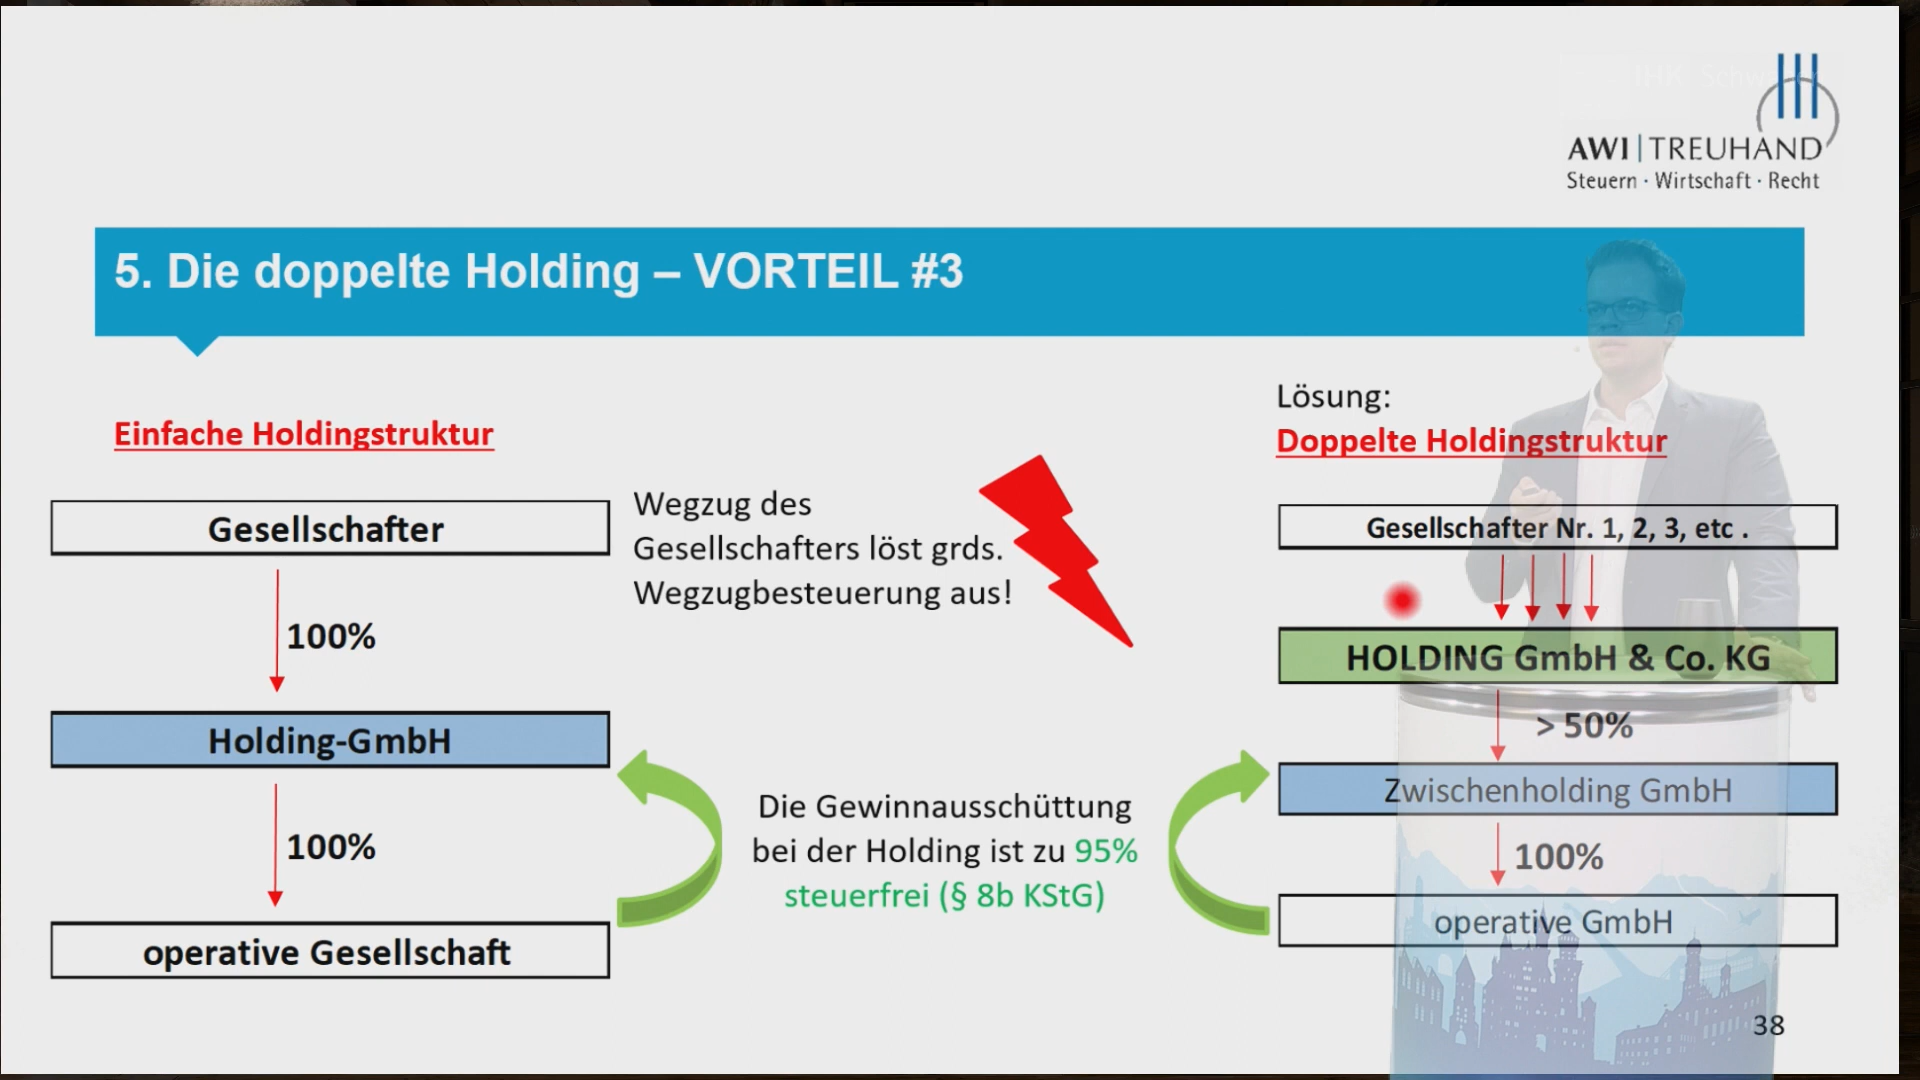 AWI|TREUHAND
Steuern · Wirtschaft · Recht
5. Die doppelte Holding – VORTEIL #3
Einfache Holdingstruktur
Gesellschafter
100%
Holding-GmbH
100%
operative Gesellschaft
Wegzug des
Gesellschafters löst grds.
Wegzugbesteuerung aus!
Die Gewinnausschüttung
bei der Holding ist zu 95%
steuerfrei (§ 8b KStG)
Lösung:
Doppelte Holdingstruktur
Gesellschafter Nr. 1, 2, 3, etc .
HOLDING GmbH & Co. KG
> 50%
Zwischenholding GmbH
100%
operative GmbH
38